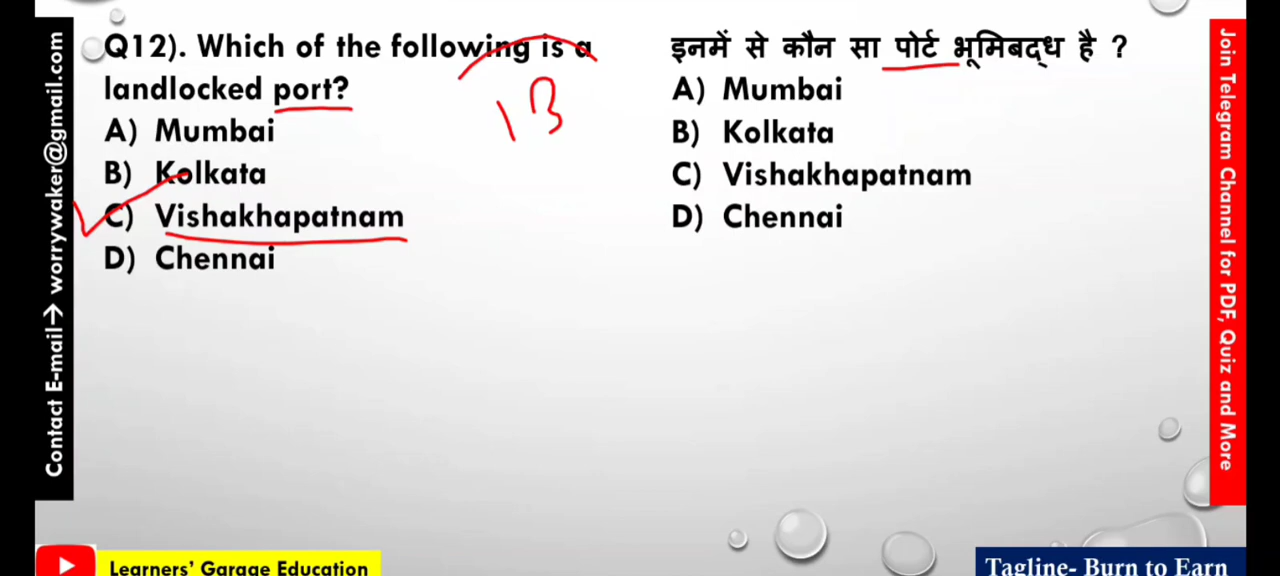 Contact E-mail→ worrywaker@gmail.com
Q12). Which of the following is a
landlocked port?
A) Mumbai
B) Kolkata
C) Vishakhapatnam
D) Chennai
13
इनमें से कौन सा पोर्ट भूमिबद्ध है ?
A) Mumbai
B) Kolkata
C) Vishakhapatnam
D) Chennai
Join Telegram Channel for PDF, Quiz and More
Learners’ Garage Education
Tagline- Burn to Earn